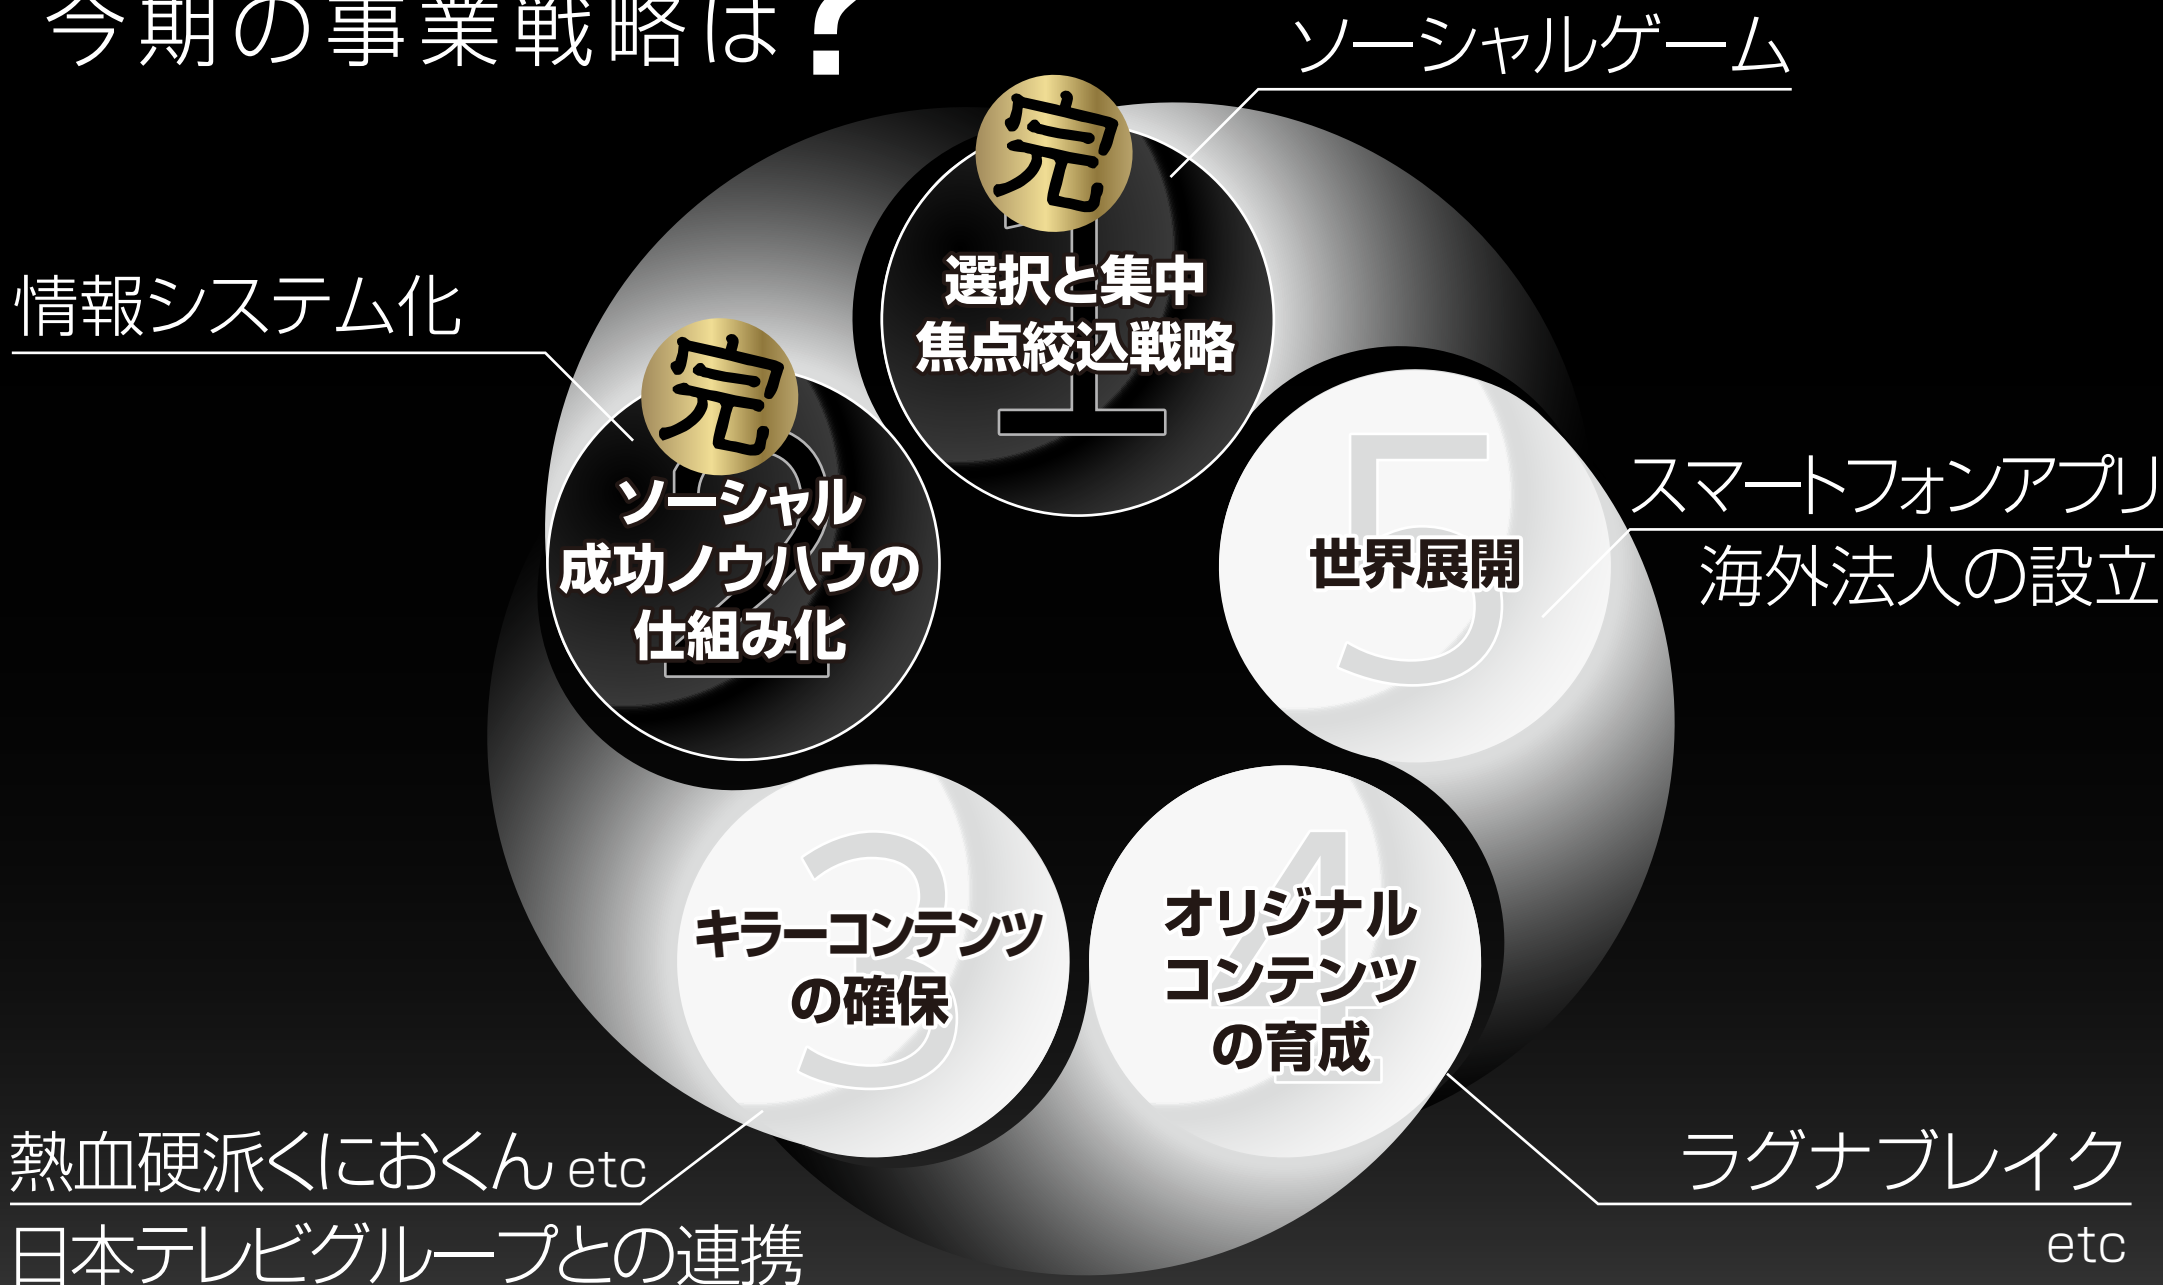 今期の事業戦略は?
ソーシャルゲーム
完
1
選択と集中
焦点絞込戦略
情報システム化
完
2
ソーシャル
成功ノウハウの
仕組み化
5
世界展開
スマートフォンアプリ
海外法人の設立
3
キラーコンテンツ
の確保
4
オリジナル
コンテンツ
の育成
熱血硬派くにおくん etc
日本テレビグループとの連携
ラグナブレイク
etc